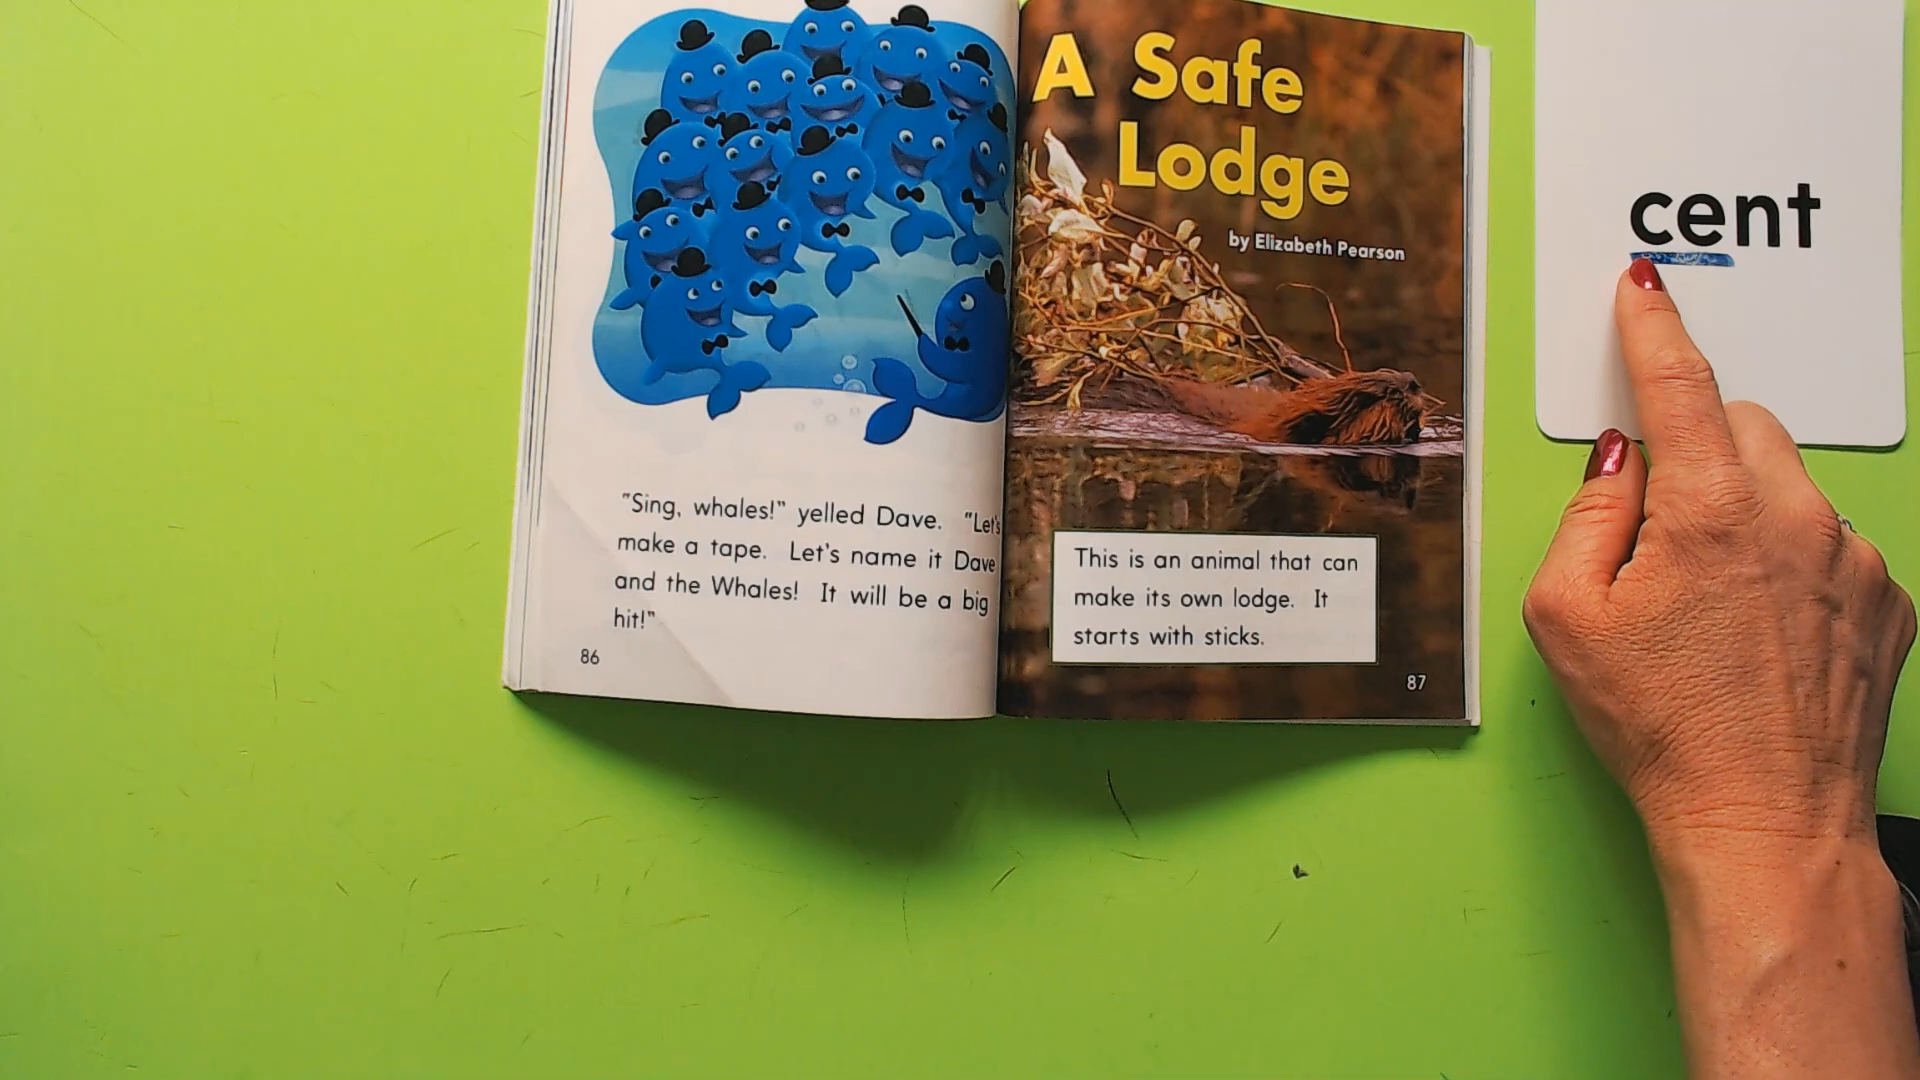 "Sing, whales!" yelled Dave. "Let's
make a tape. Let's name it Dave
and the Whales! It will be a big
hit!"
86
A Safe
Lodge
by Elizabeth Pearson
This is an animal that can
make its own lodge. It
starts with sticks.
87
cent